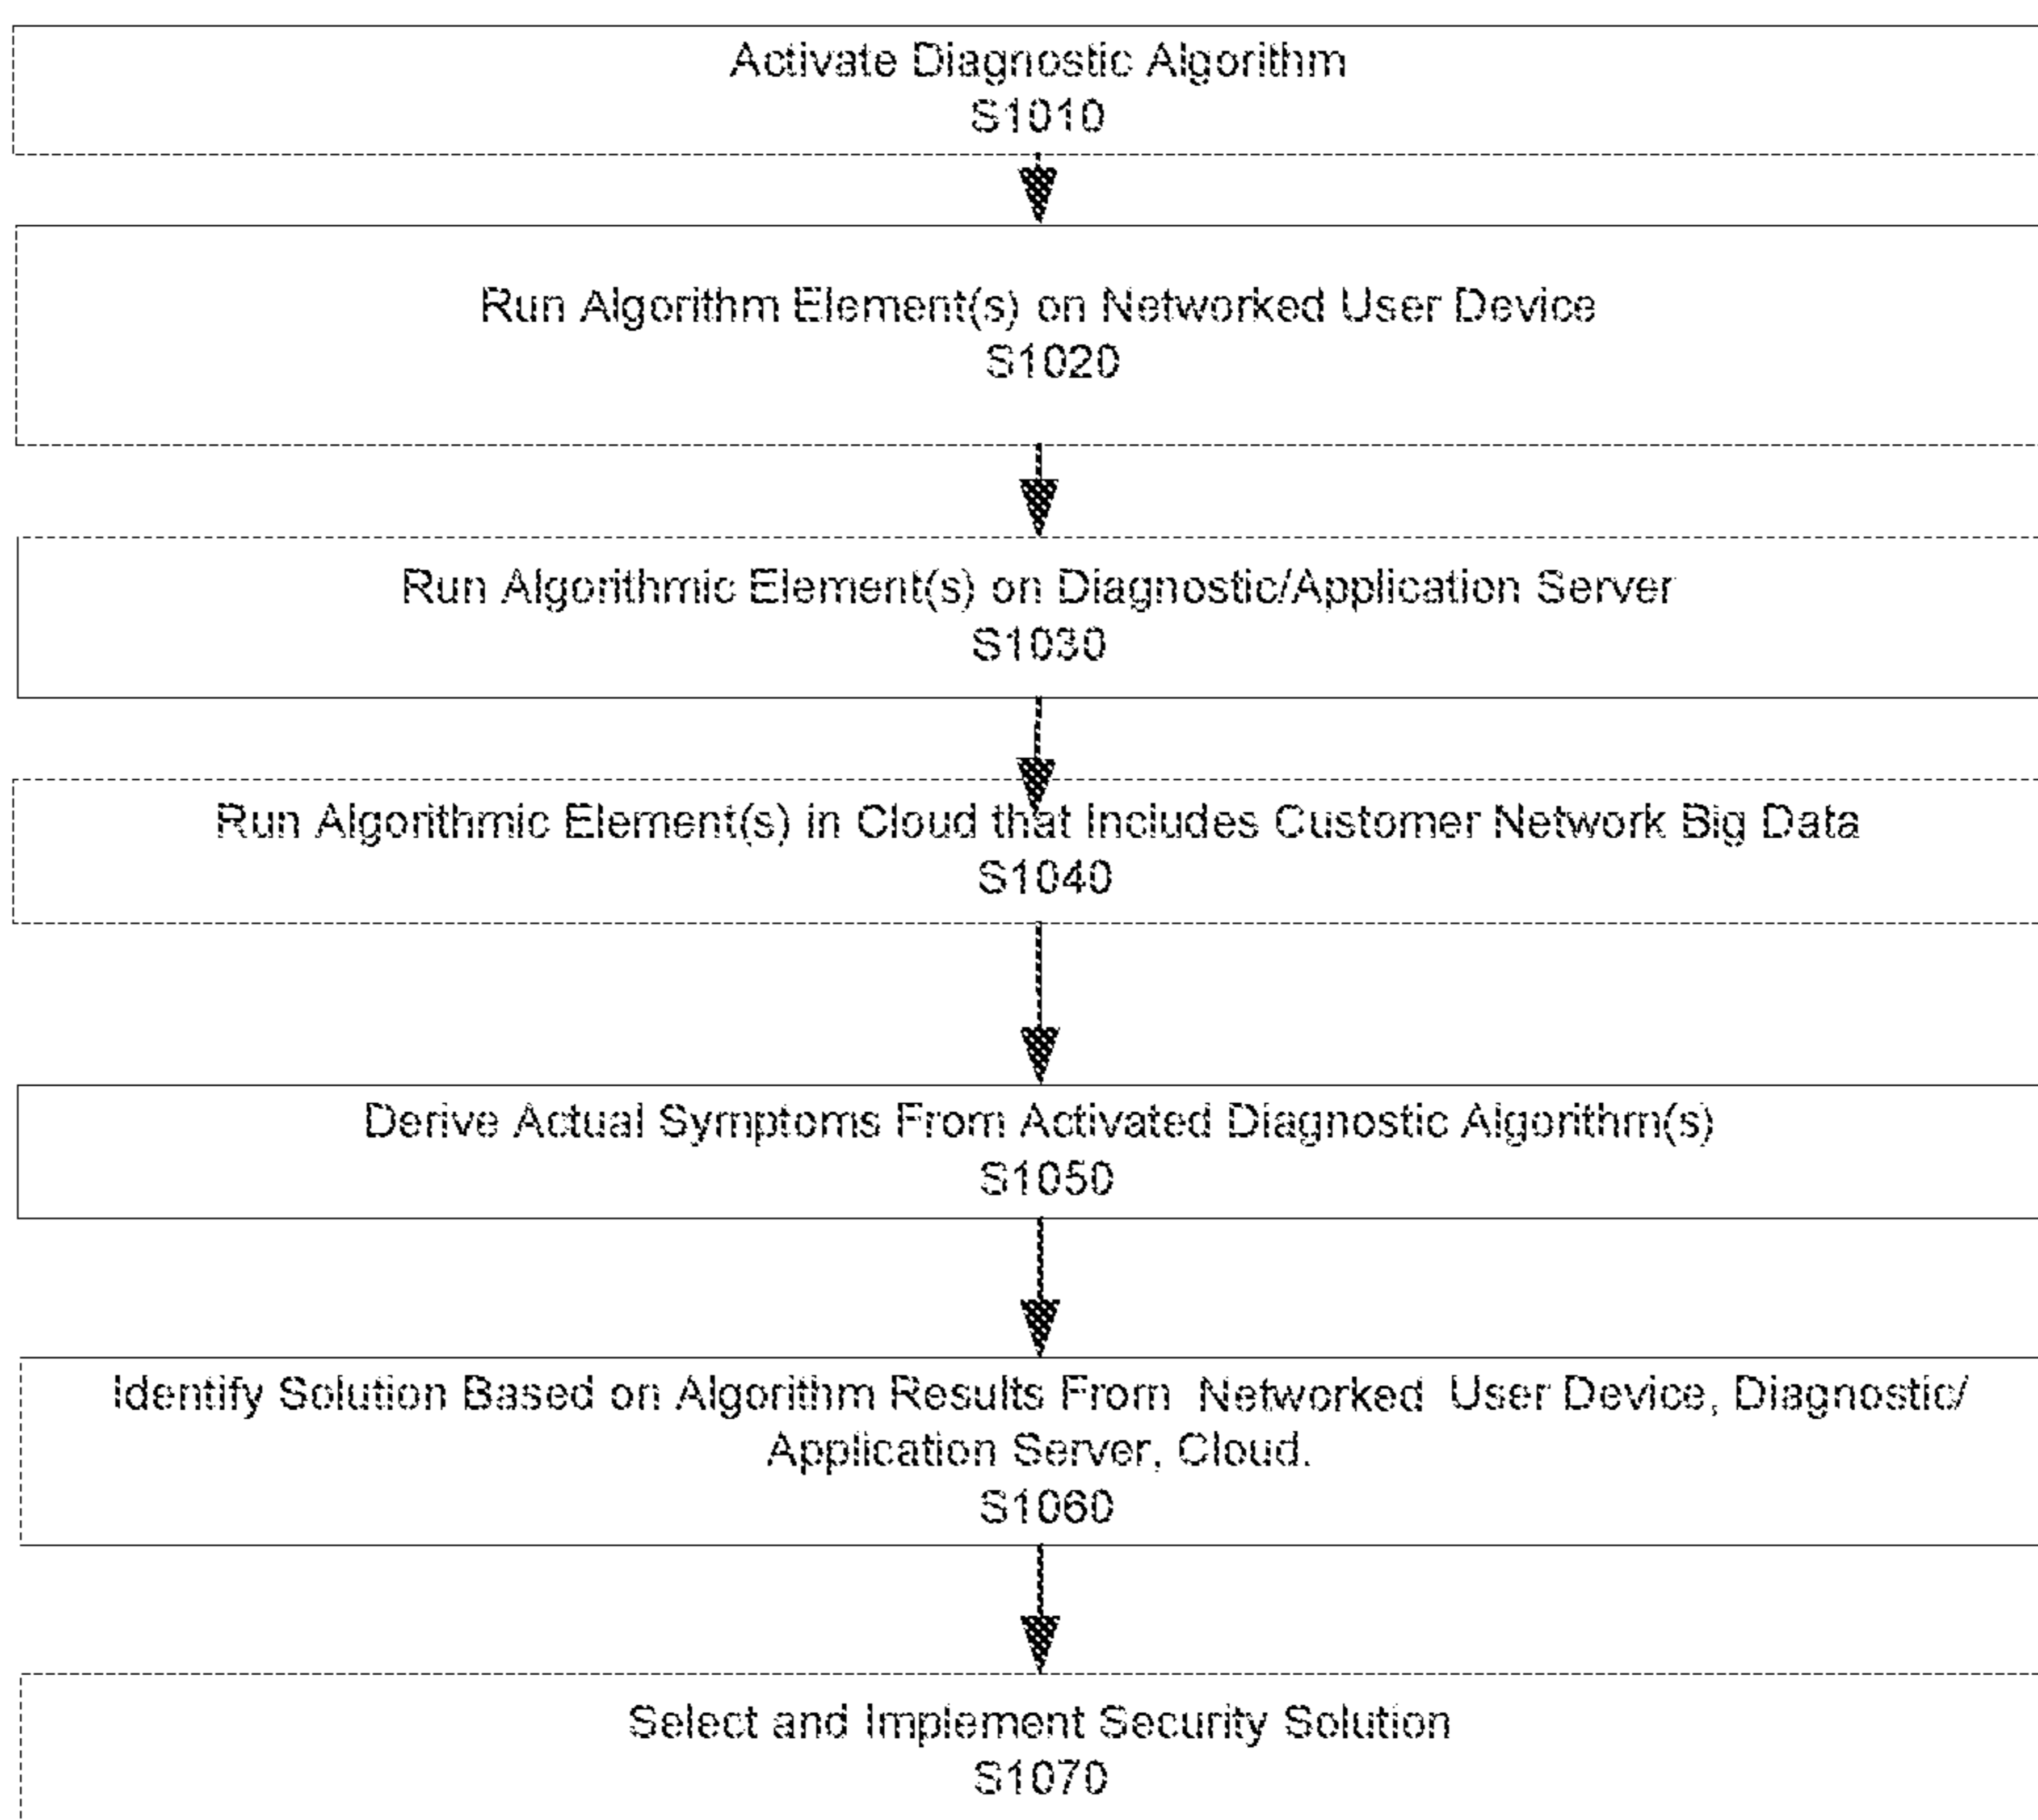 Activate Diagnostic Algorithm
S1010
Run Algorithm Element(s) on Networked User Device
S1020
Run Algorithmic Element(s) on Diagnostic/Application Server
S1030
Run Algorithmic Element(s) in Cloud that Includes Customer Network Big Data
S1040
Derive Actual Symptoms From Activated Diagnostic Algorithm(s)
S1050
Identify Solution Based on Algorithm Results From Networked User Device, Diagnostic/
Application Server, Cloud.
S1060
Select and Implement Security Solution
S1070